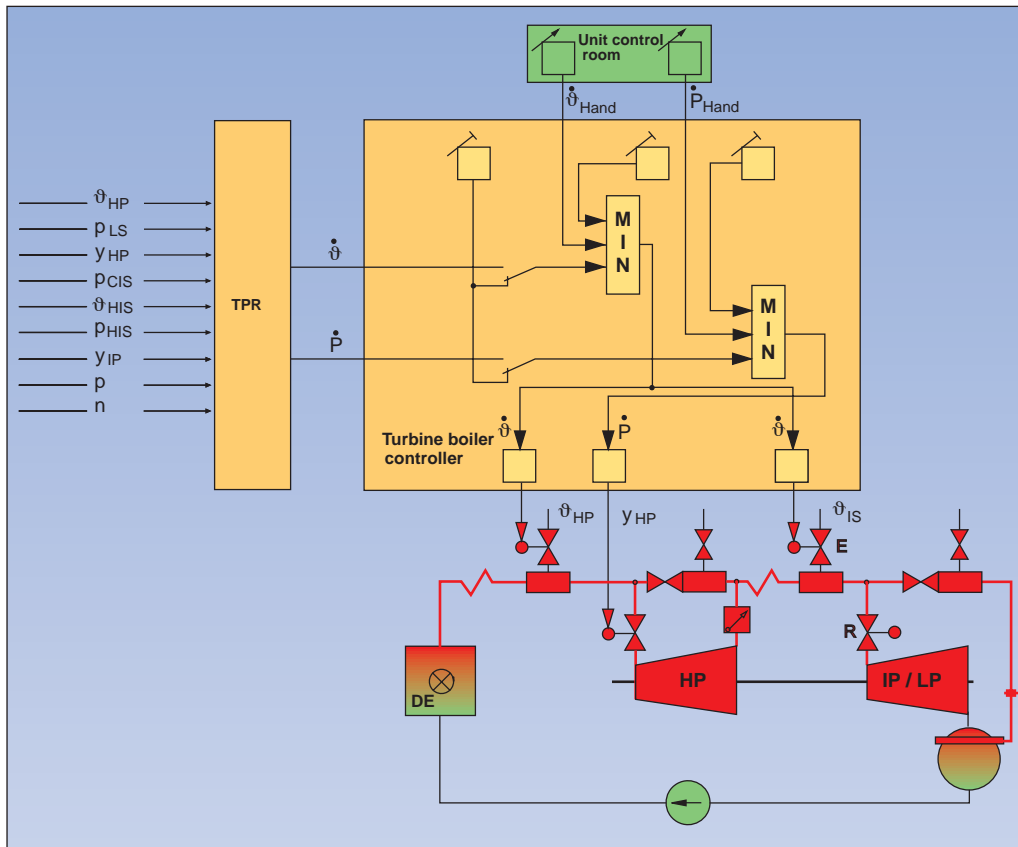 Unit control
room
ϑ̇Hand
ṖHand
ϑHP
pLS
yHP
pCIS
ϑHIS
pHIS
yIP
p
n
TPR
ϑ̇
Ṗ
M
I
N
M
I
N
Turbine boiler
controller
ϑ̇
Ṗ
ϑ̇
ϑHP
yHP
ϑIS
E
R
DE
HP
IP / LP